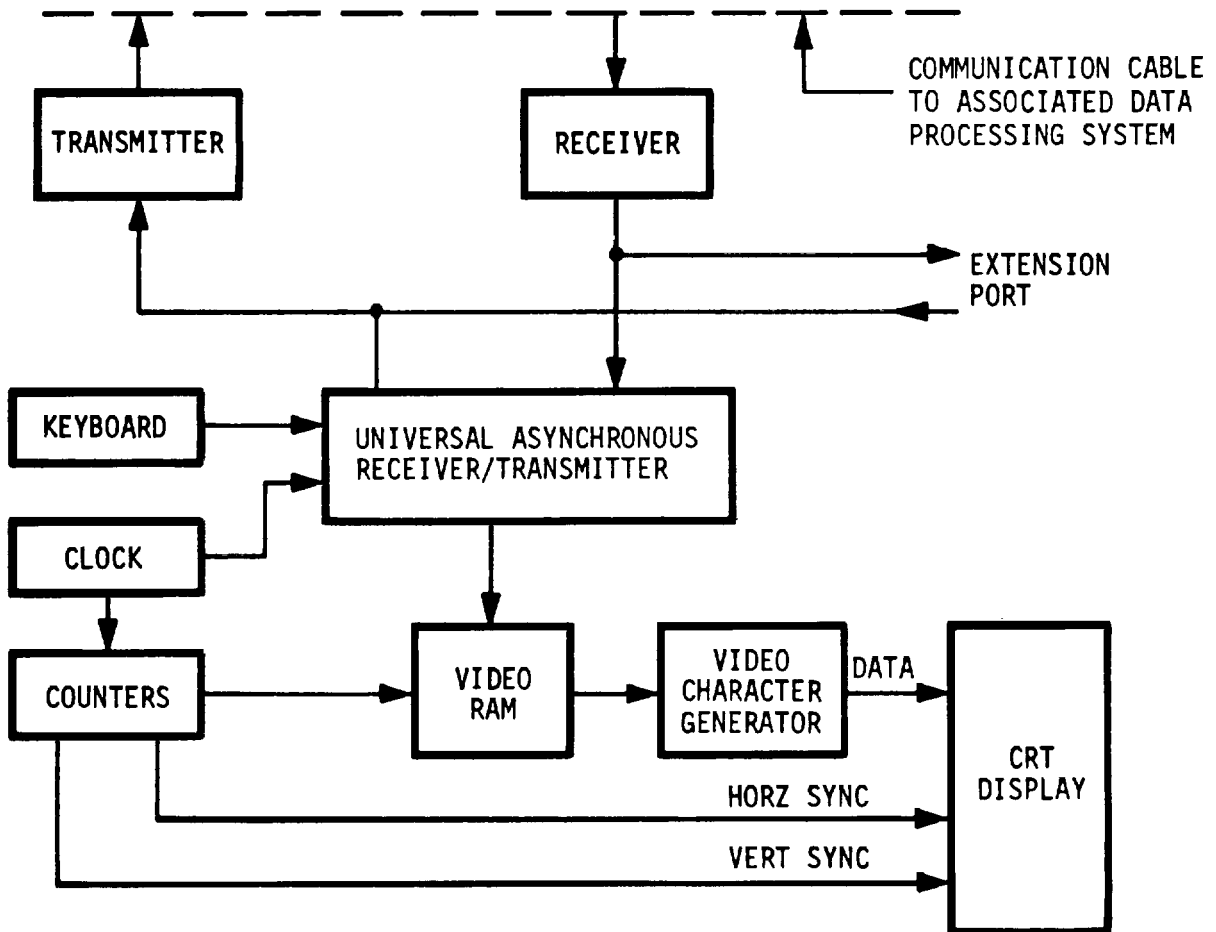 COMMUNICATION CABLE
TO ASSOCIATED DATA
PROCESSING SYSTEM
TRANSMITTER
RECEIVER
EXTENSION
PORT
KEYBOARD
UNIVERSAL ASYNCHRONOUS
RECEIVER/TRANSMITTER
CLOCK
COUNTERS
VIDEO
RAM
VIDEO
CHARACTER
GENERATOR
DATA
CRT
DISPLAY
HORZ SYNC
VERT SYNC